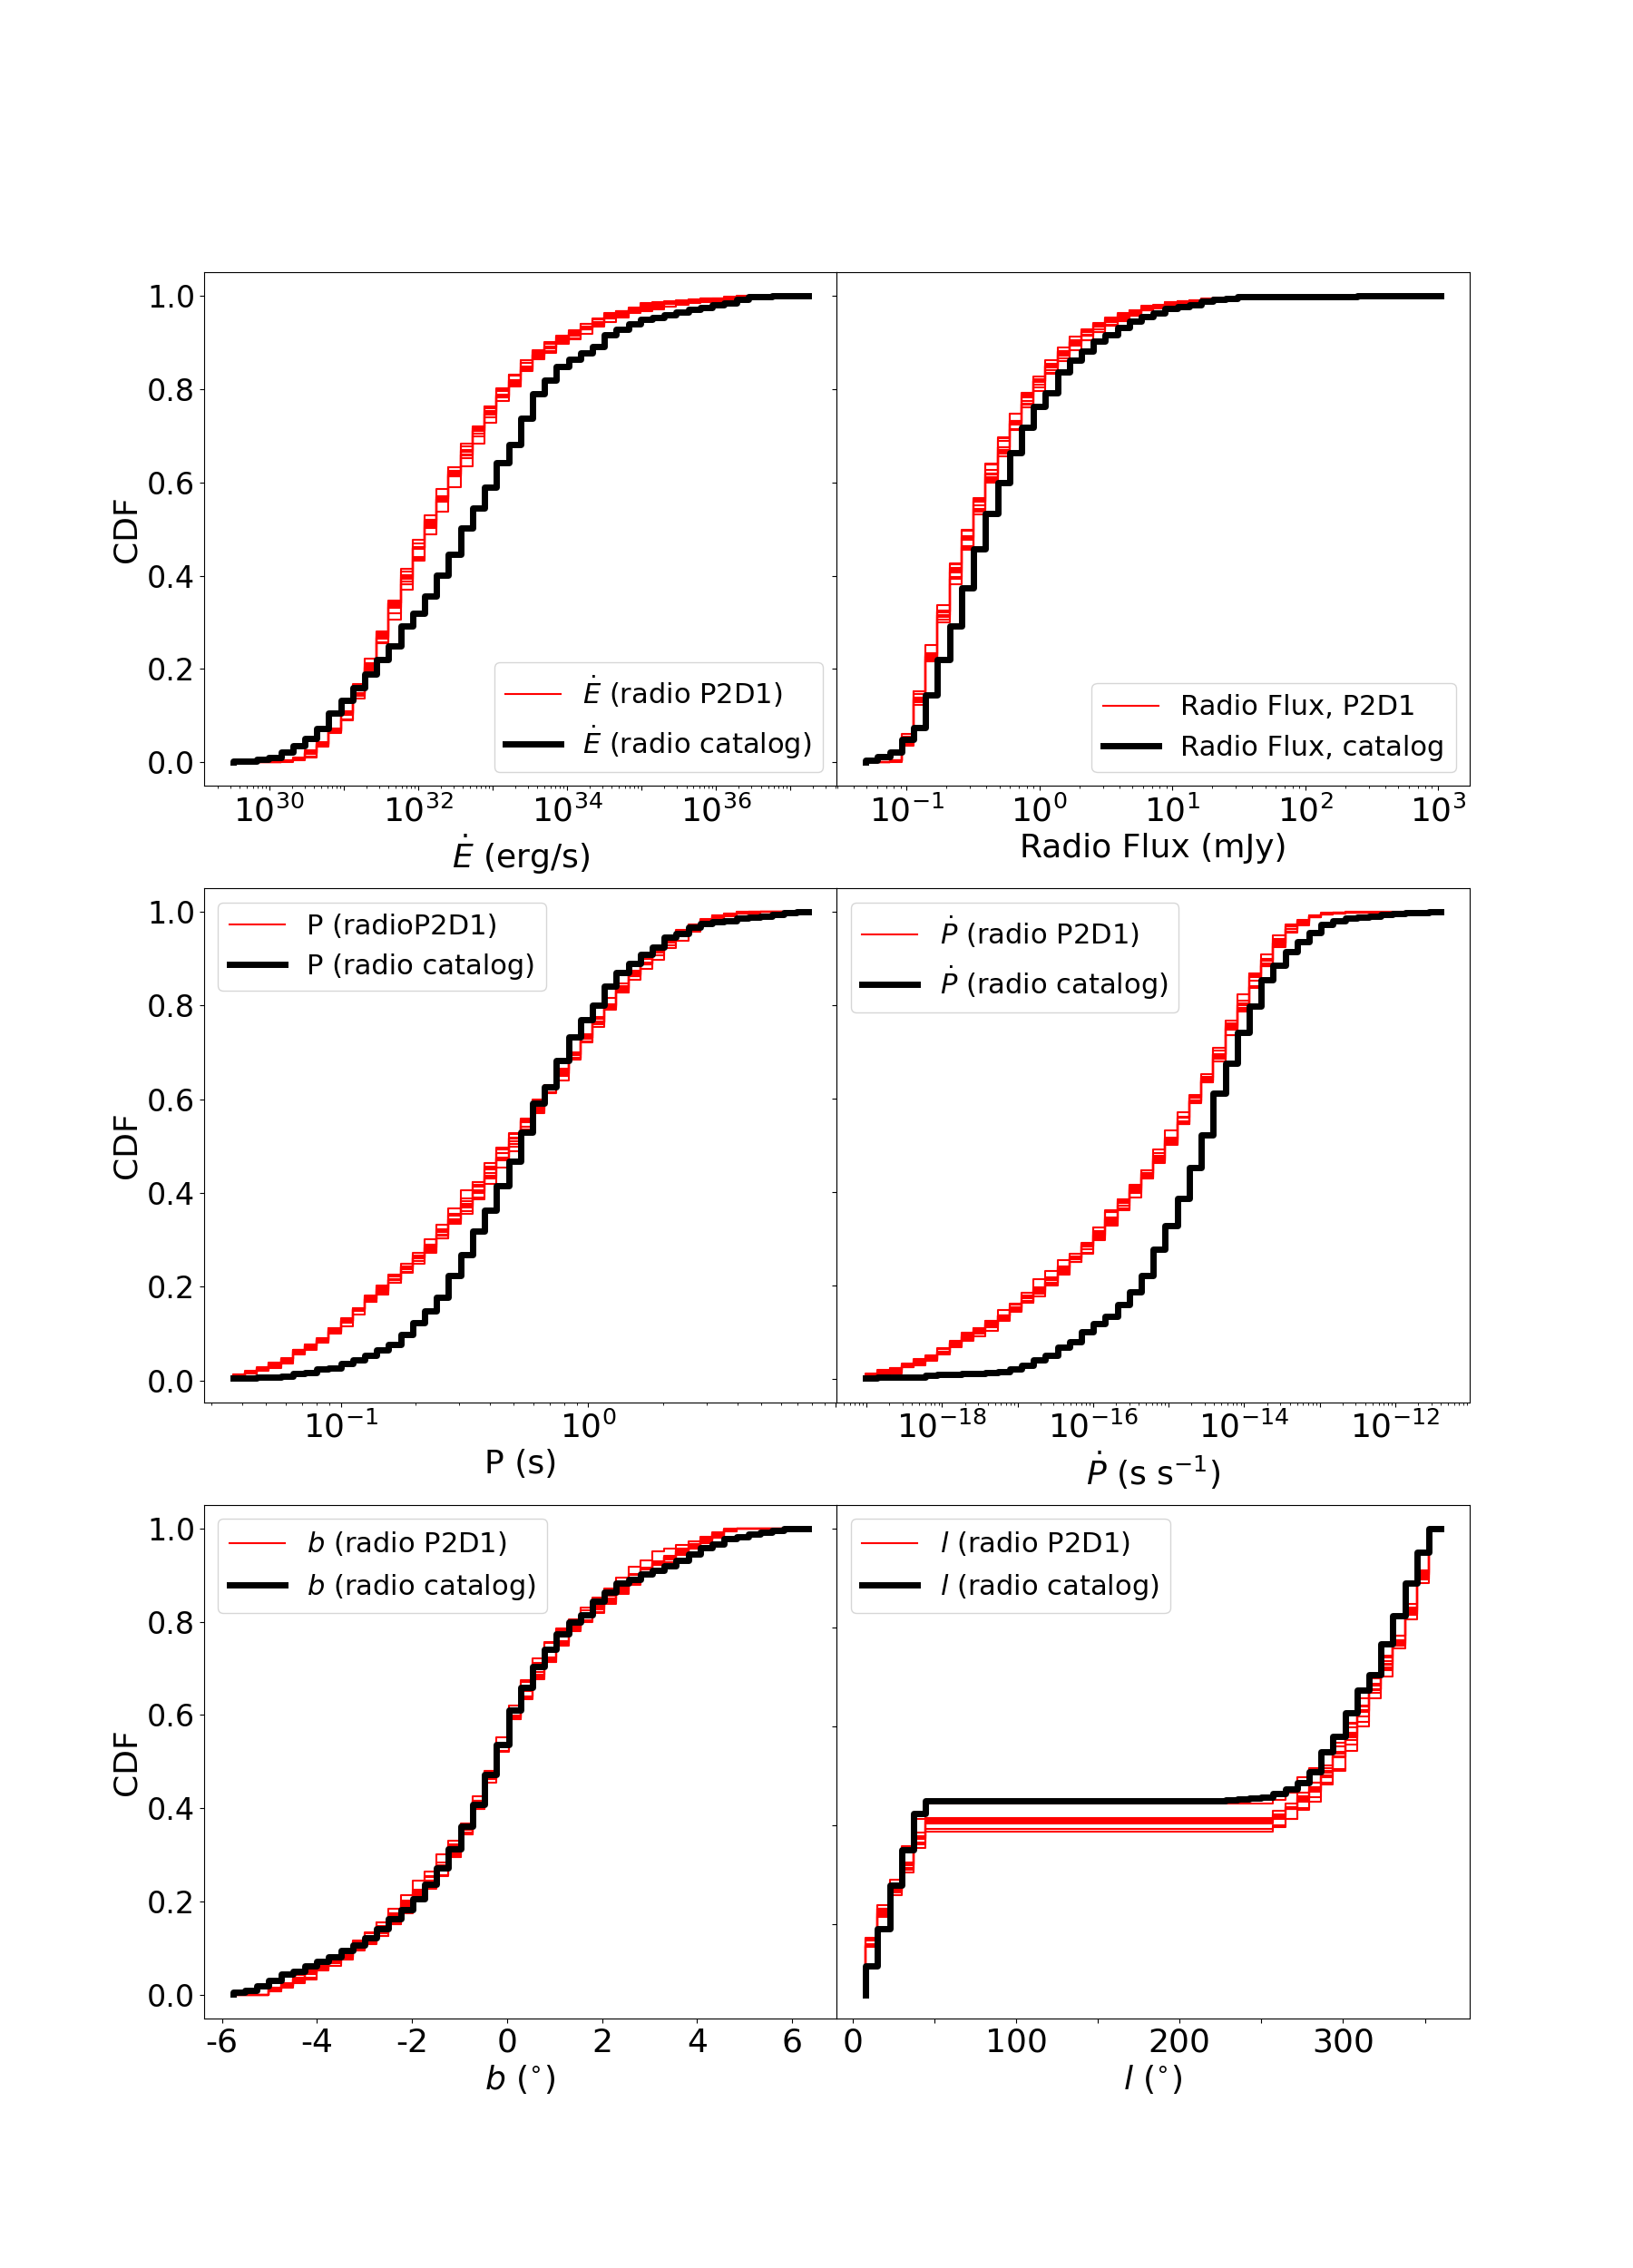 1.0
0.8
0.6
0.4
0.2
0.0
CDF
Ė (radio P2D1)
Ė (radio catalog)
10^30 10^32 10^34 10^36
Ė (erg/s)
Radio Flux, P2D1
Radio Flux, catalog
10^−1 10^0 10^1 10^2 10^3
Radio Flux (mJy)
1.0
0.8
0.6
0.4
0.2
0.0
CDF
P (radioP2D1)
P (radio catalog)
10^−1 10^0
P (s)
Ṗ (radio P2D1)
Ṗ (radio catalog)
10^−18 10^−16 10^−14 10^−12
Ṗ (s s^−1)
1.0
0.8
0.6
0.4
0.2
0.0
CDF
b (radio P2D1)
b (radio catalog)
-6 -4 -2 0 2 4 6
b (°)
l (radio P2D1)
l (radio catalog)
0 100 200 300
l (°)